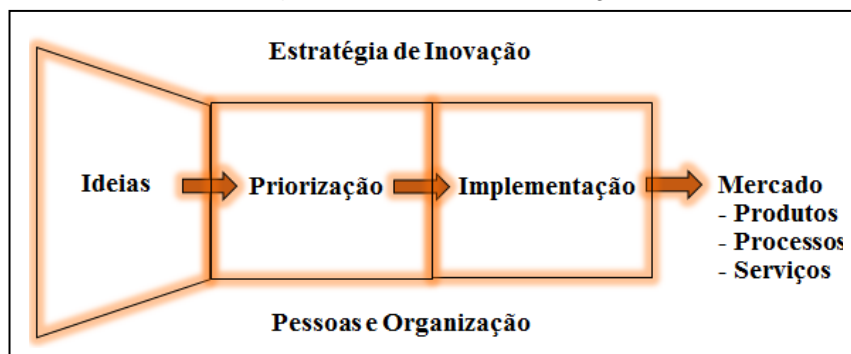 Estratégia de Inovação
Ideias
Priorização
Implementação
Mercado
- Produtos
- Processos
- Serviços
Pessoas e Organização